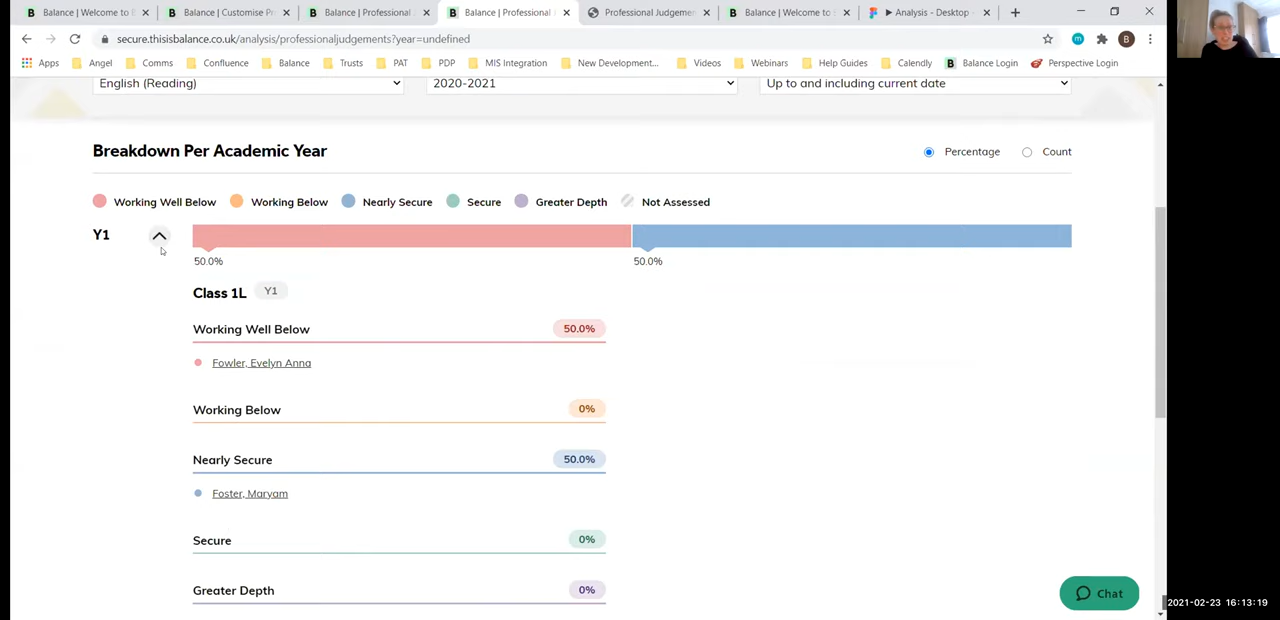 Balance | Welcome to B
Balance | Customise Pr
Balance | Professional J
Balance | Professional
Professional Judgemen
Balance | Welcome to
Analysis - Desktop -
secure.thisisbalance.co.uk/analysis/professionaljudgements?year=undefined
B
Apps
Angel
Comms
Confluence
Balance
Trusts
PAT
PDP
MIS Integration
New Development...
Videos
Webinars
Help Guides
Calendly
B
Balance Login
Perspective Login
English (Reading)
2020-2021
Up to and including current date
Breakdown Per Academic Year
Percentage
Count
Working Well Below
Working Below
Nearly Secure
Secure
Greater Depth
Not Assessed
Y1
50.0%
50.0%
Class 1L
Y1
Working Well Below
50.0%
Fowler, Evelyn Anna
Working Below
0%
Nearly Secure
50.0%
Foster, Maryam
Secure
0%
Greater Depth
0%
Chat
2021-02-23 16:13:19